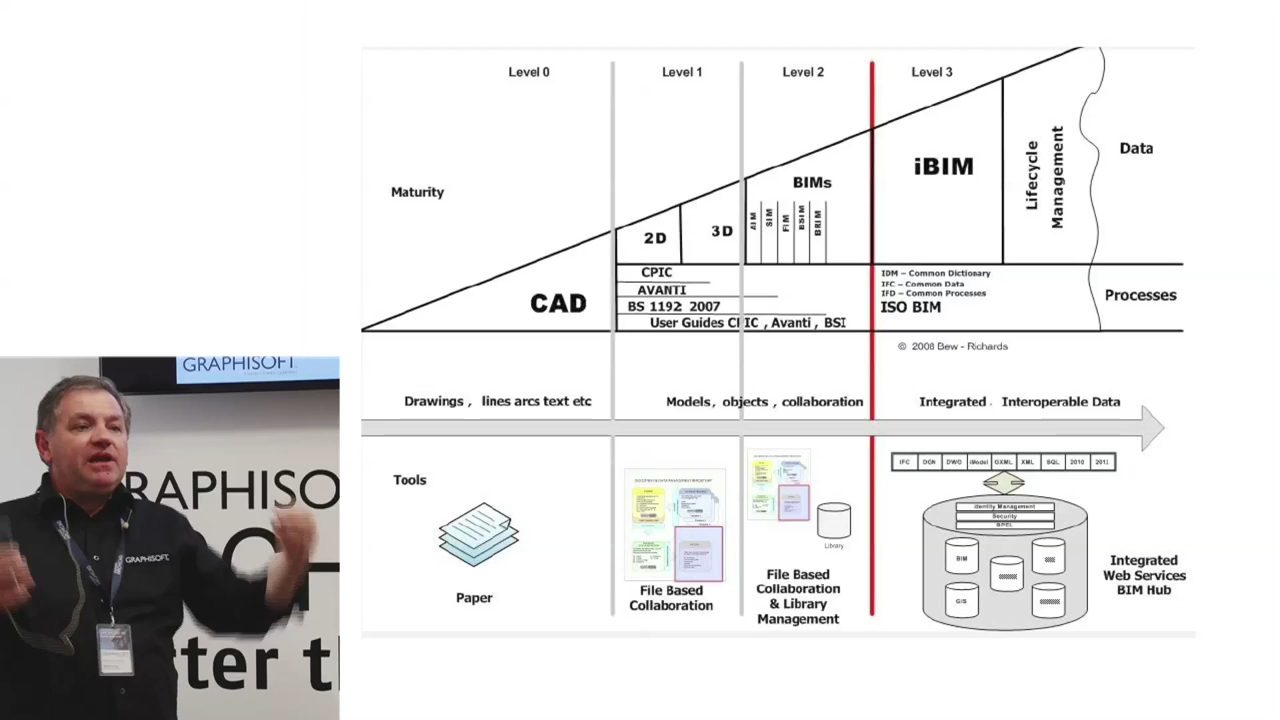 Level 0
Level 1
Level 2
Level 3
Maturity
CAD
2D
3D
BIMs
AIM
SIM
FIM
BSIM
BRIM
iBIM
Lifecycle
Management
Data
CPIC
AVANTI
BS 1192 2007
User Guides CPIC , Avanti , BSI
IDM – Common Dictionary
IFC – Common Data
IFD – Common Processes
ISO BIM
Processes
© 2008 Bew - Richards
Drawings , lines arcs text etc
Models, objects, collaboration
Integrated . Interoperable Data
Tools
Paper
File Based
Collaboration
Library
File Based
Collaboration
& Library
Management
IFC DGN DWG iModel GXML XML SQL 2010 2011
Identity Management
Security
BPEL
BIM
GIS
Integrated
Web Services
BIM Hub
GRAPHISOFT
GRAPHISO
GRAPHISOFT
tter t